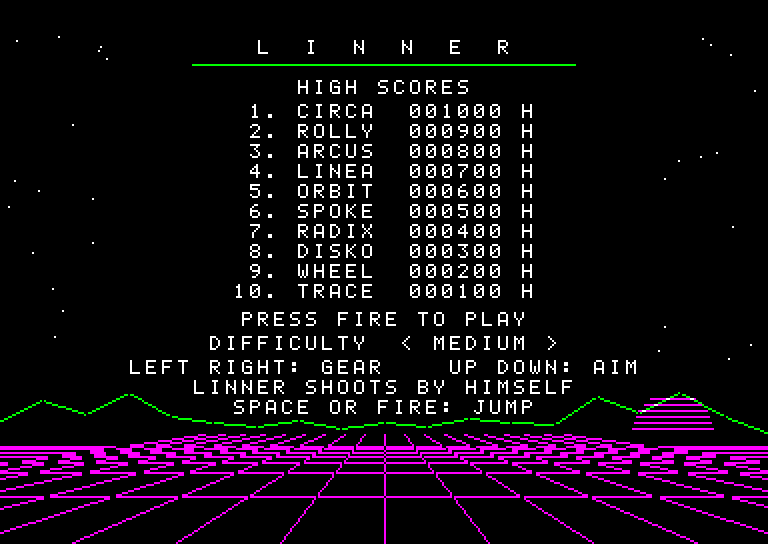 L I N N E R
HIGH SCORES
1. CIRCA 001000 H
2. ROLLY 000900 H
3. ARCUS 000800 H
4. LINEA 000700 H
5. ORBIT 000600 H
6. SPOKE 000500 H
7. RADIX 000400 H
8. DISKO 000300 H
9. WHEEL 000200 H
10. TRACE 000100 H
PRESS FIRE TO PLAY
DIFFICULTY < MEDIUM >
LEFT RIGHT: GEAR UP DOWN: AIM
LINNER SHOOTS BY HIMSELF
SPACE OR FIRE: JUMP